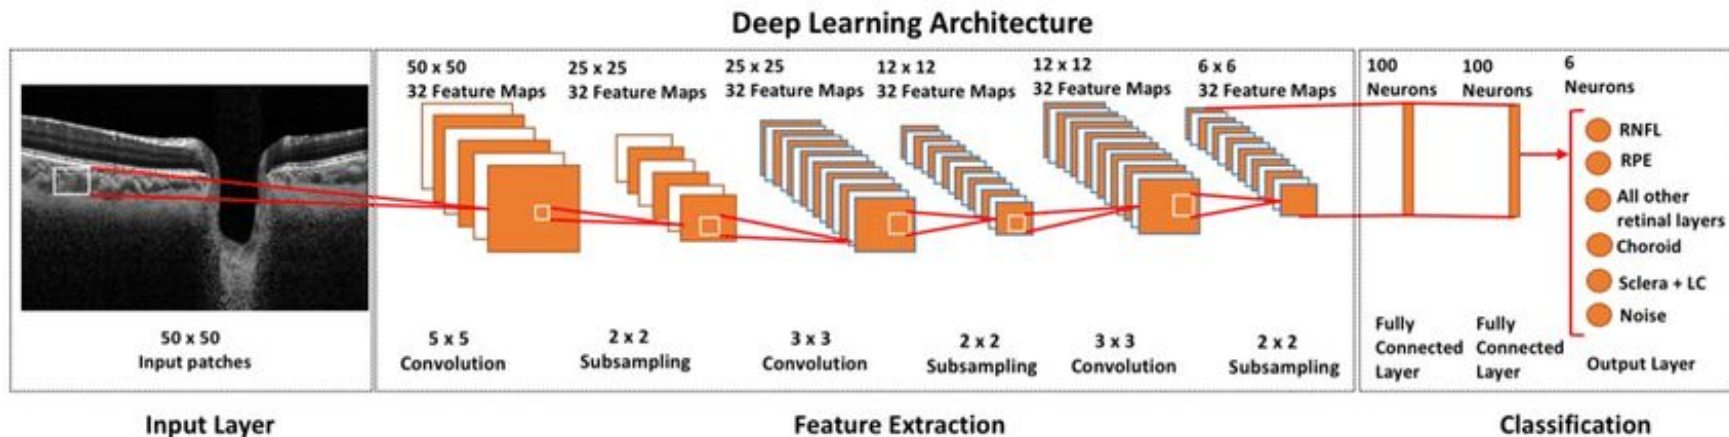 Deep Learning Architecture
50 x 50
32 Feature Maps
25 x 25
32 Feature Maps
25 x 25
32 Feature Maps
12 x 12
32 Feature Maps
12 x 12
32 Feature Maps
6 x 6
32 Feature Maps
100
Neurons
100
Neurons
6
Neurons
RNFL
RPE
All other
retinal layers
Choroid
Sclera + LC
Noise
50 x 50
Input patches
5 x 5
Convolution
2 x 2
Subsampling
3 x 3
Convolution
2 x 2
Subsampling
3 x 3
Convolution
2 x 2
Subsampling
Fully
Connected
Layer
Fully
Connected
Layer
Output Layer
Input Layer
Feature Extraction
Classification